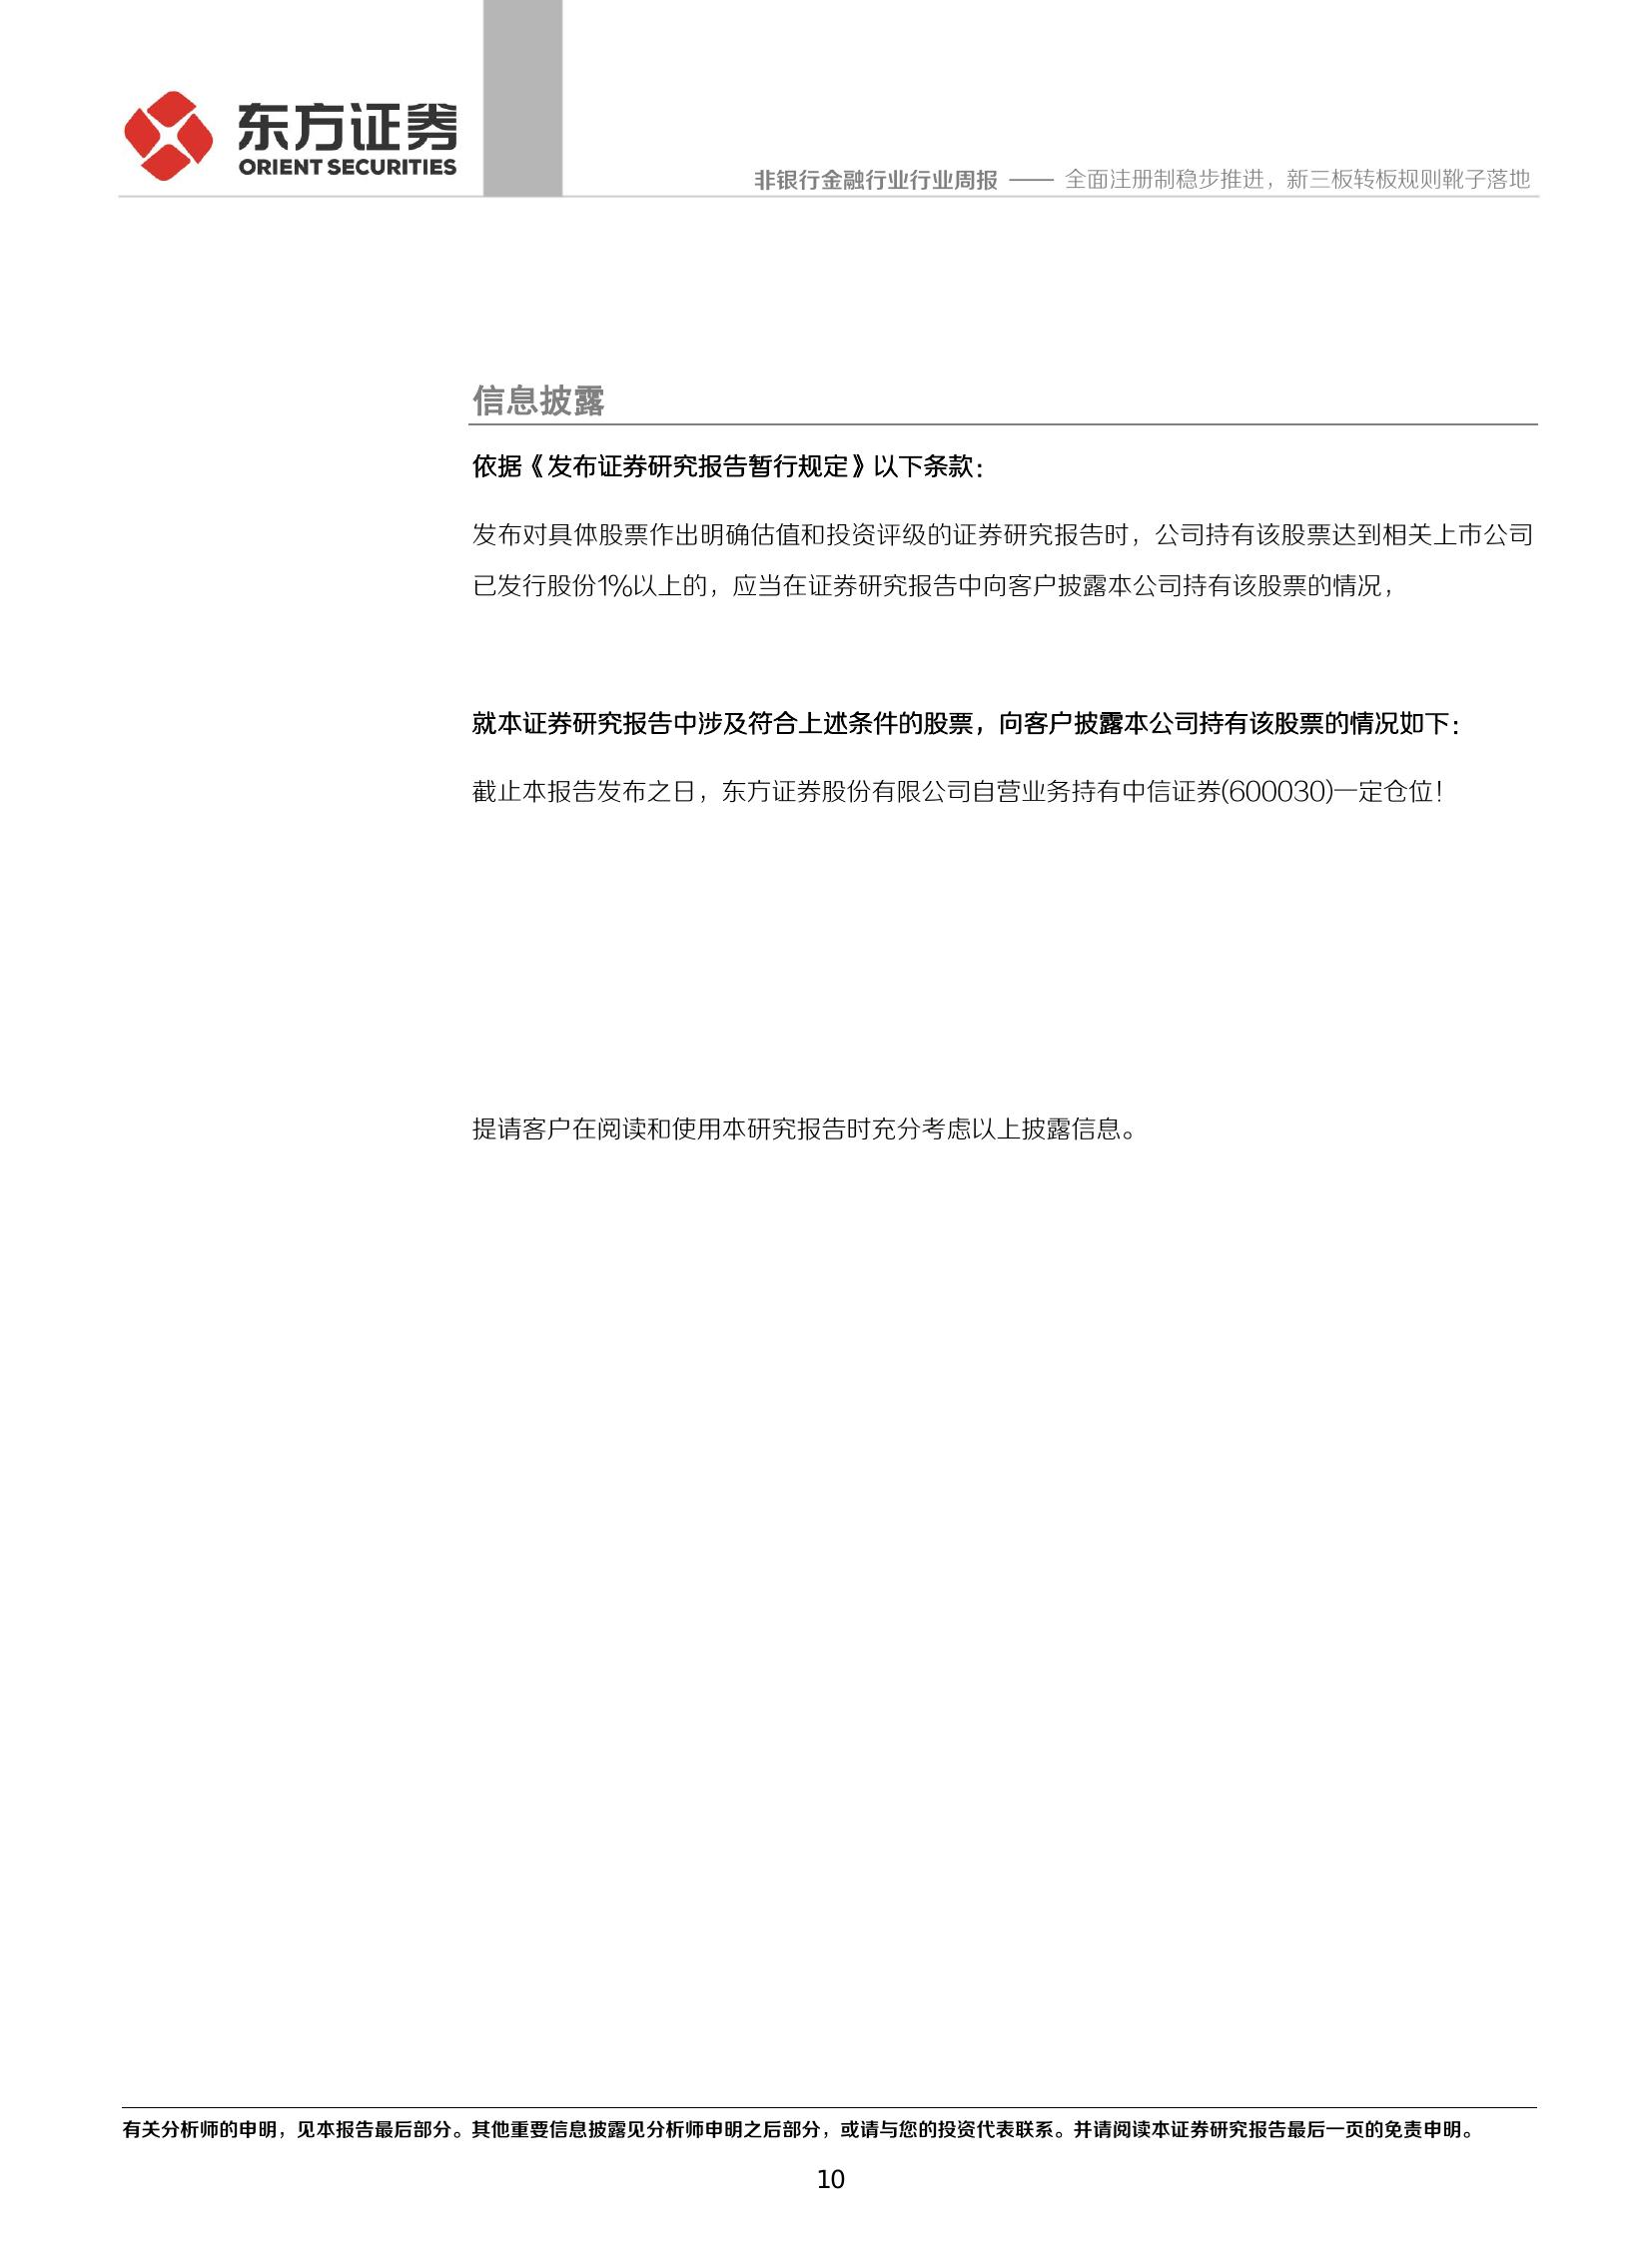 东方证券
ORIENT SECURITIES
非银行金融行业行业周报 —— 全面注册制稳步推进，新三板转板规则靴子落地
信息披露
依据《发布证券研究报告暂行规定》以下条款：
发布对具体股票作出明确估值和投资评级的证券研究报告时，公司持有该股票达到相关上市公司
已发行股份1%以上的，应当在证券研究报告中向客户披露本公司持有该股票的情况，
就本证券研究报告中涉及符合上述条件的股票，向客户披露本公司持有该股票的情况如下：
截止本报告发布之日，东方证券股份有限公司自营业务持有中信证券(600030)一定仓位！
提请客户在阅读和使用本研究报告时充分考虑以上披露信息。
有关分析师的申明，见本报告最后部分。其他重要信息披露见分析师申明之后部分，或请与您的投资代表联系。并请阅读本证券研究报告最后一页的免责申明。
10